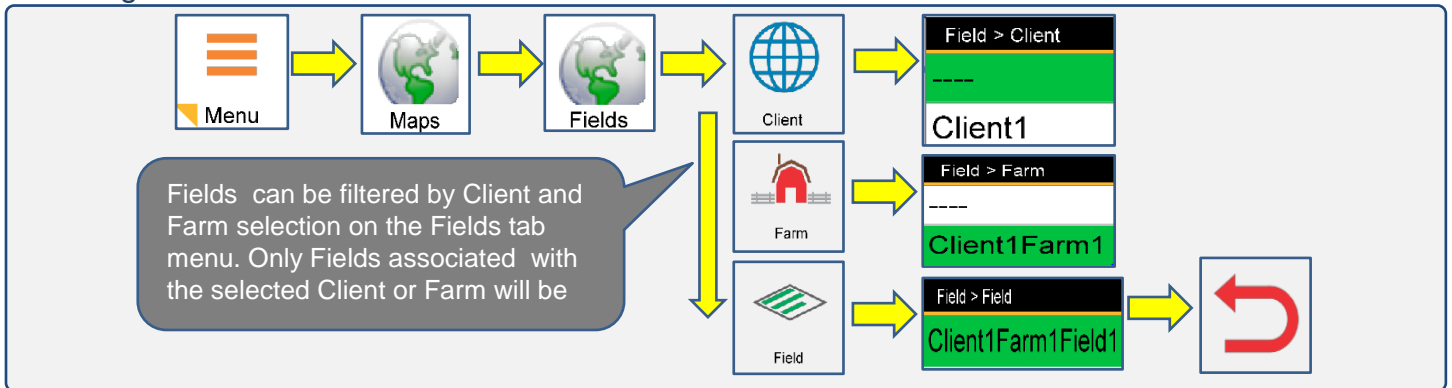 Menu
Maps
Fields
Client
Field > Client
----
Client1
Fields can be filtered by Client and
Farm selection on the Fields tab
menu. Only Fields associated with
the selected Client or Farm will be
Farm
Field > Farm
----
Client1Farm1
Field
Field > Field
Client1Farm1Field1